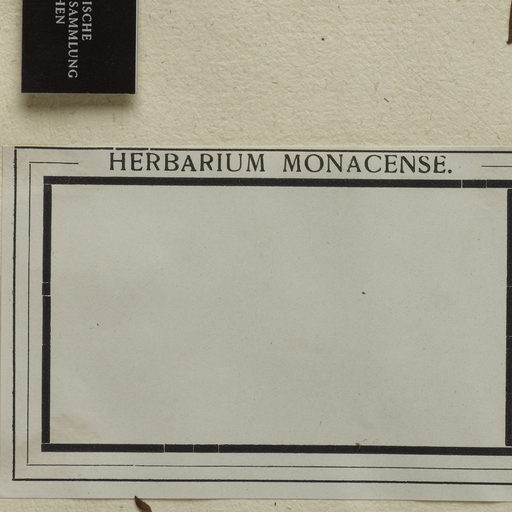 ISCHE
SAMMLUNG
HEN
HERBARIUM MONACENSE.